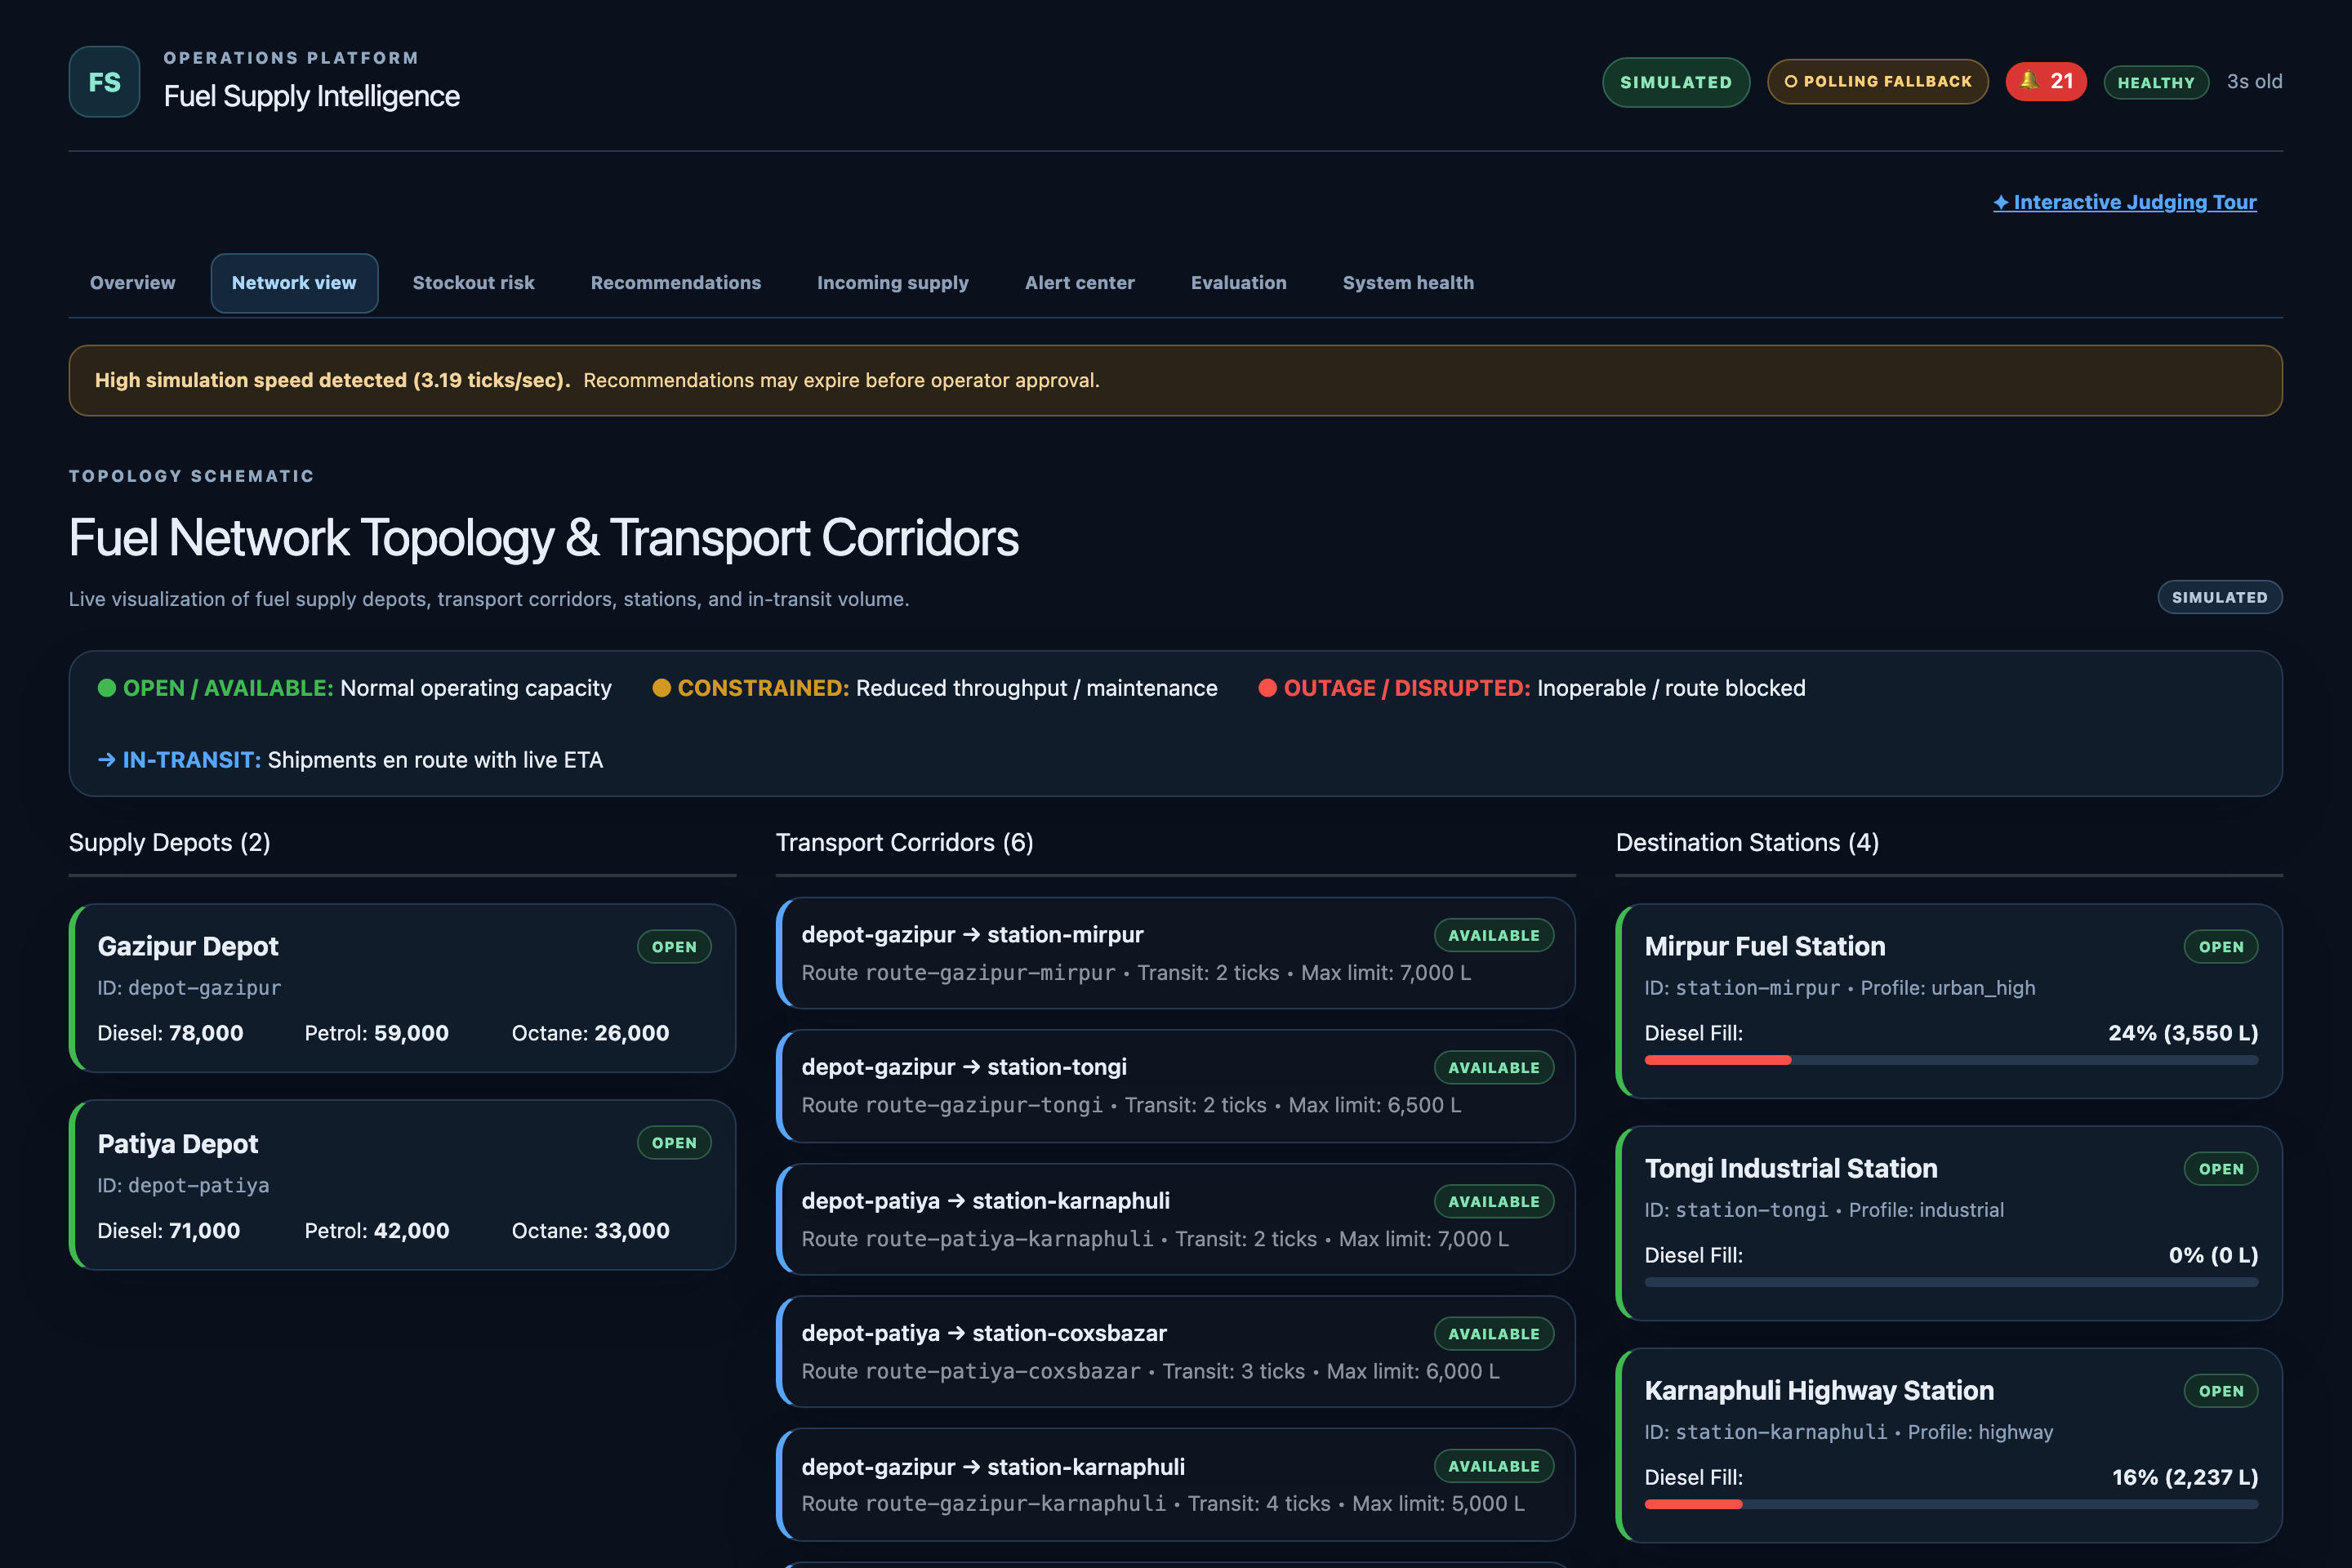 FS
OPERATIONS PLATFORM
Fuel Supply Intelligence
SIMULATED
POLLING FALLBACK
21
HEALTHY
3s old
✦ Interactive Judging Tour
Overview
Network view
Stockout risk
Recommendations
Incoming supply
Alert center
Evaluation
System health
High simulation speed detected (3.19 ticks/sec). Recommendations may expire before operator approval.
TOPOLOGY SCHEMATIC
Fuel Network Topology & Transport Corridors
Live visualization of fuel supply depots, transport corridors, stations, and in-transit volume.
SIMULATED
OPEN / AVAILABLE: Normal operating capacity
CONSTRAINED: Reduced throughput / maintenance
OUTAGE / DISRUPTED: Inoperable / route blocked
→ IN-TRANSIT: Shipments en route with live ETA
Supply Depots (2)
Gazipur Depot
OPEN
ID: depot-gazipur
Diesel: 78,000 Petrol: 59,000 Octane: 26,000
Patiya Depot
OPEN
ID: depot-patiya
Diesel: 71,000 Petrol: 42,000 Octane: 33,000
Transport Corridors (6)
depot-gazipur → station-mirpur
AVAILABLE
Route route-gazipur-mirpur • Transit: 2 ticks • Max limit: 7,000 L
depot-gazipur → station-tongi
AVAILABLE
Route route-gazipur-tongi • Transit: 2 ticks • Max limit: 6,500 L
depot-patiya → station-karnaphuli
AVAILABLE
Route route-patiya-karnaphuli • Transit: 2 ticks • Max limit: 7,000 L
depot-patiya → station-coxsbazar
AVAILABLE
Route route-patiya-coxsbazar • Transit: 3 ticks • Max limit: 6,000 L
depot-gazipur → station-karnaphuli
AVAILABLE
Route route-gazipur-karnaphuli • Transit: 4 ticks • Max limit: 5,000 L
Destination Stations (4)
Mirpur Fuel Station
OPEN
ID: station-mirpur • Profile: urban_high
Diesel Fill: 24% (3,550 L)
Tongi Industrial Station
OPEN
ID: station-tongi • Profile: industrial
Diesel Fill: 0% (0 L)
Karnaphuli Highway Station
OPEN
ID: station-karnaphuli • Profile: highway
Diesel Fill: 16% (2,237 L)